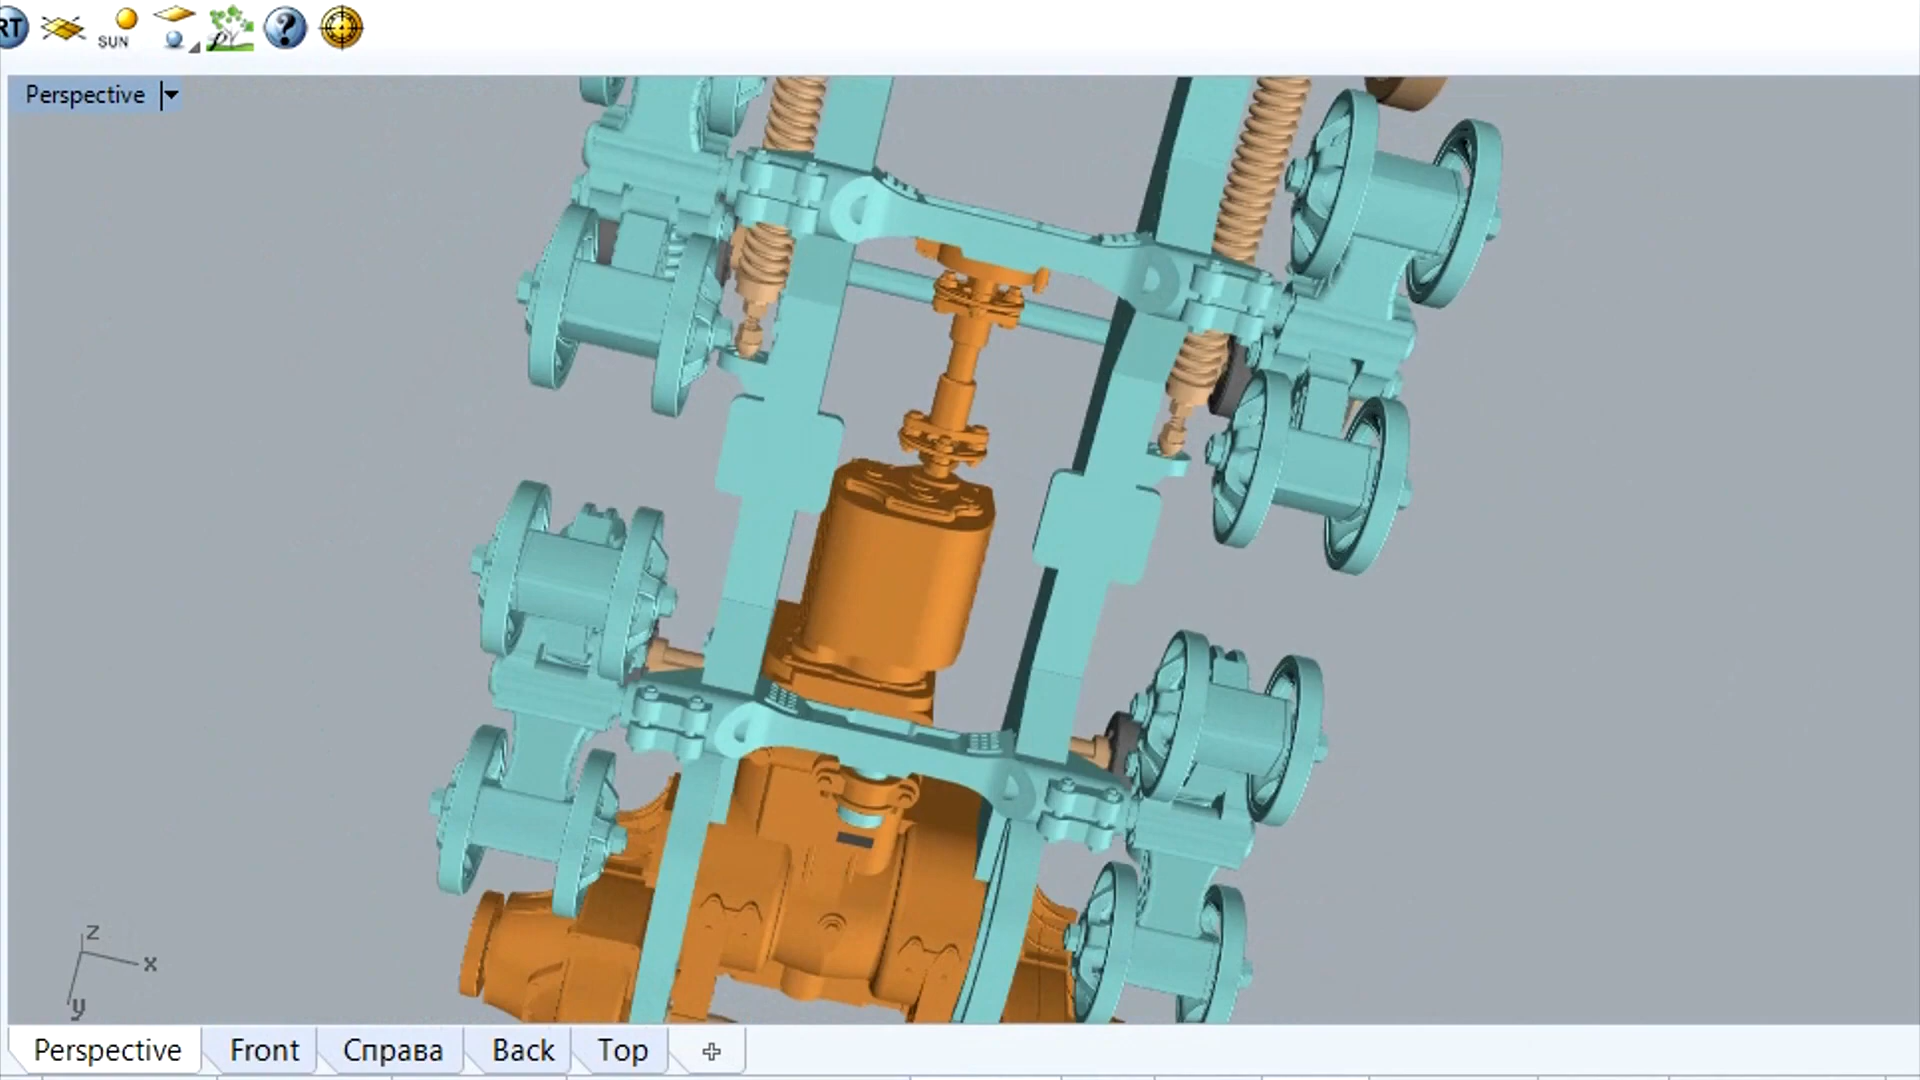 RT
SUN
?
Perspective
z
x
y
Perspective Front Справа Back Top